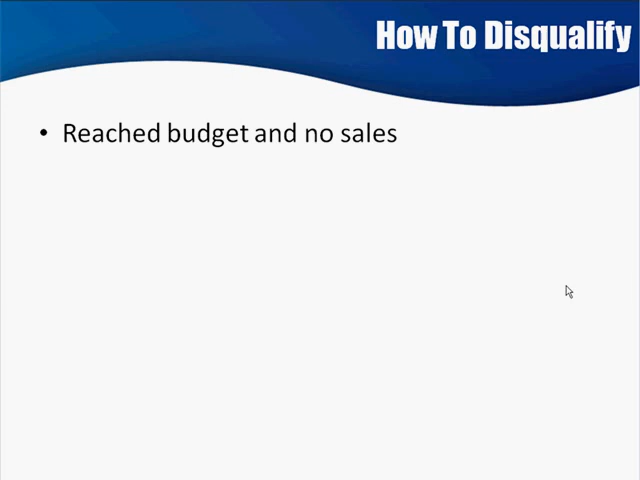 How To Disqualify
• Reached budget and no sales